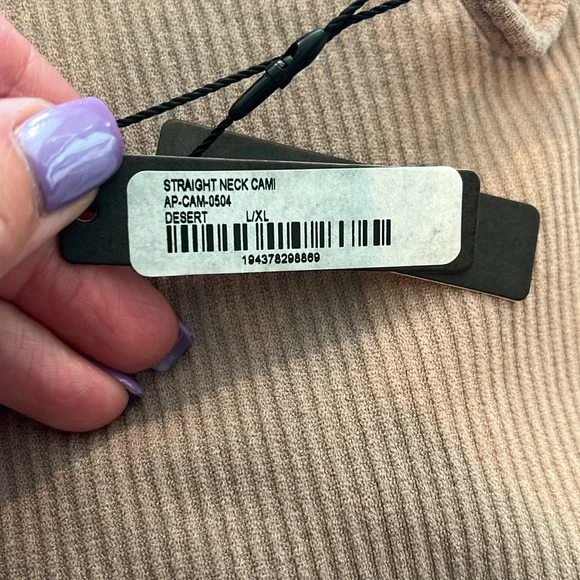 STRAIGHT NECK CAMI
AP-CAM-0504
DESERT L/XL
194378298869